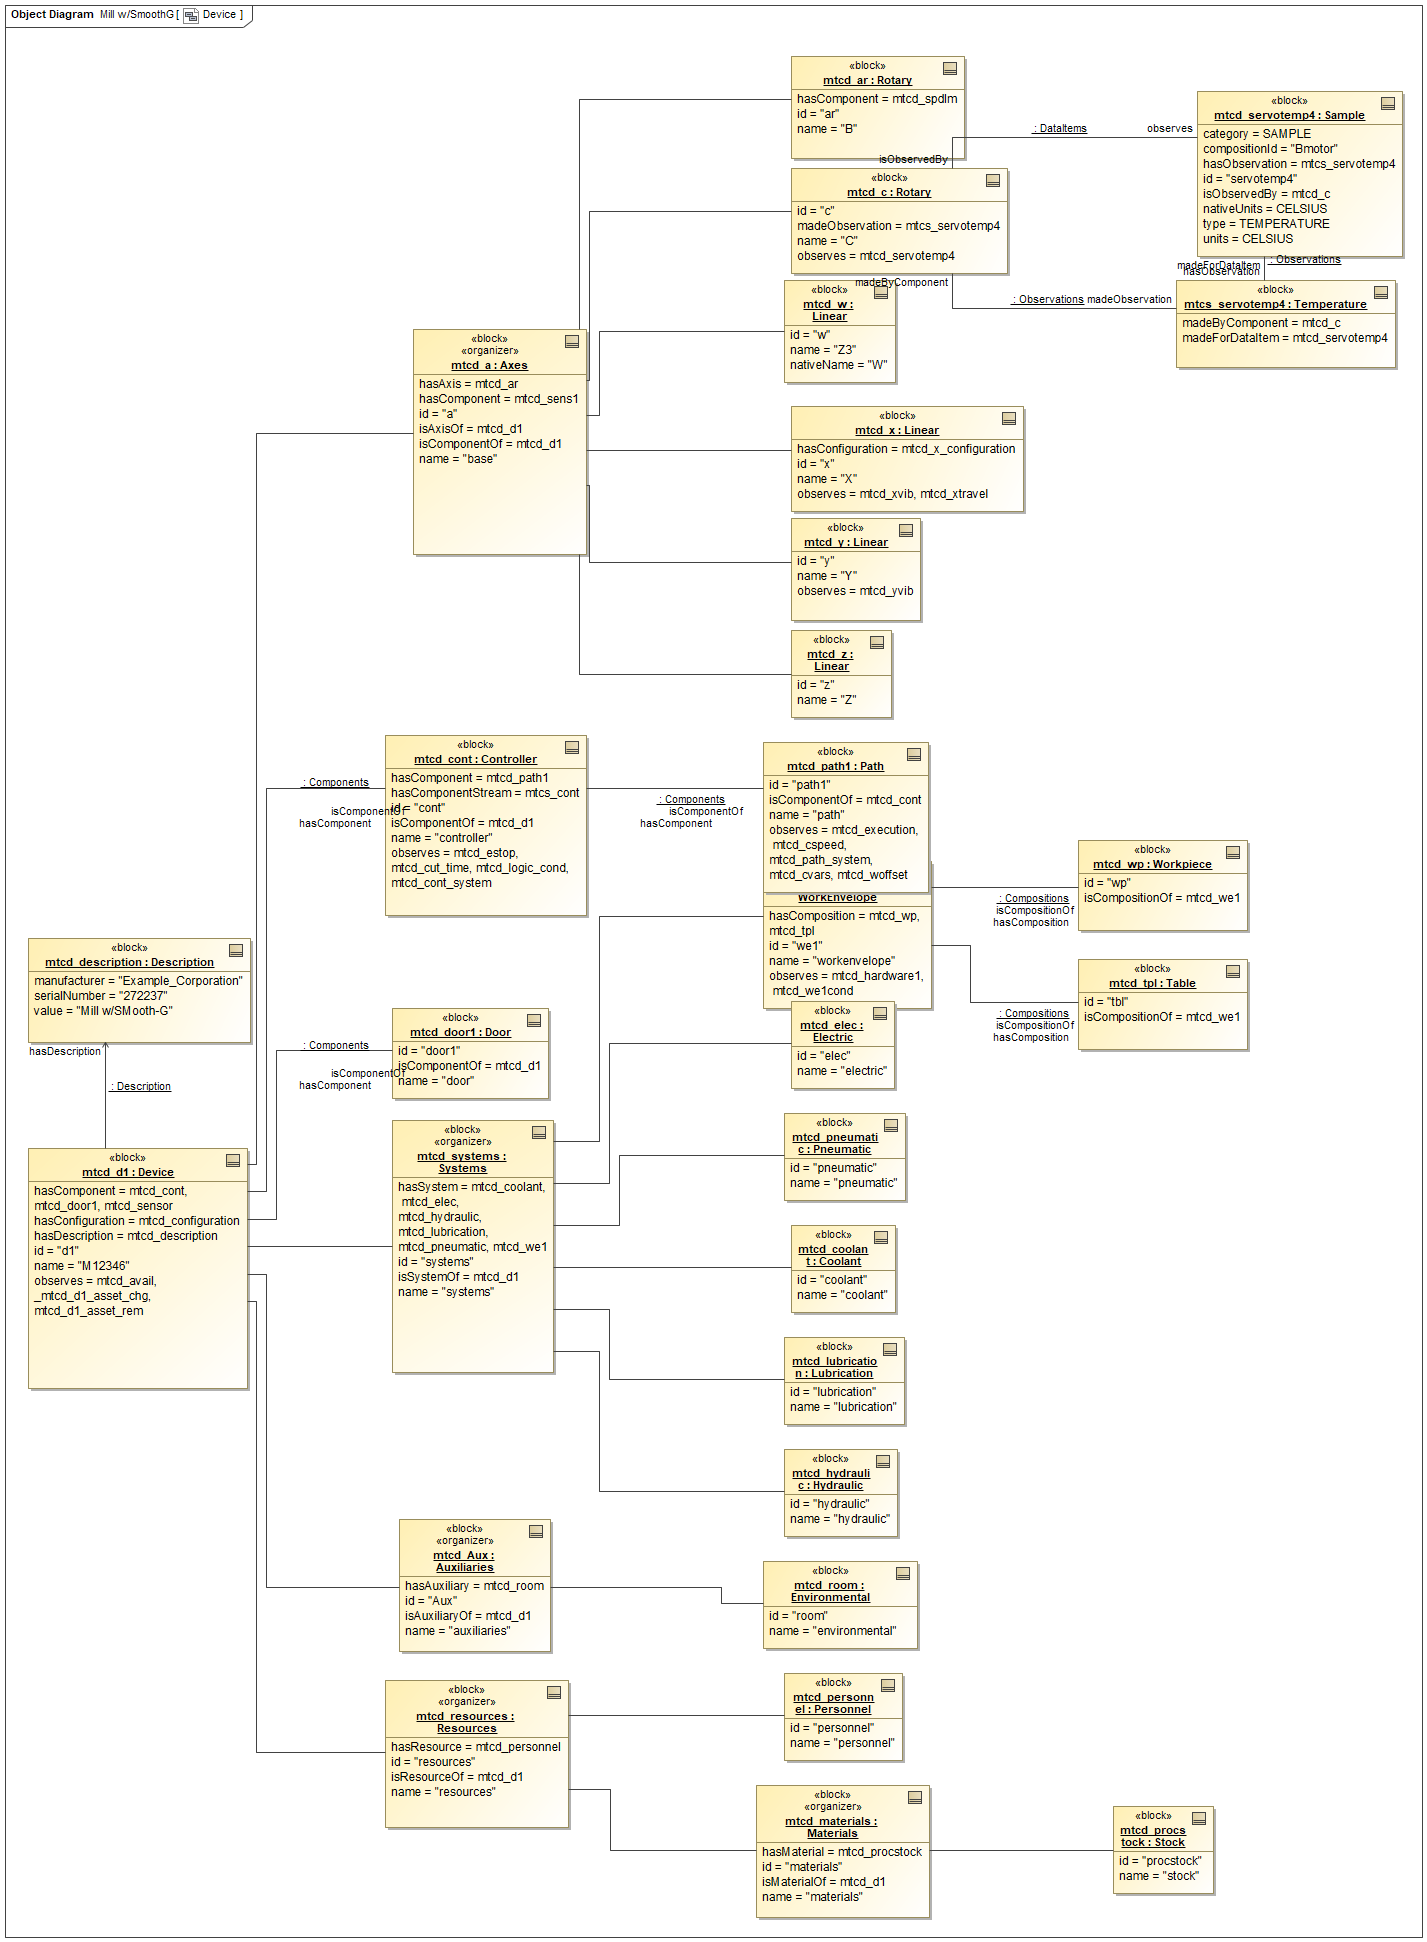 Object Diagram Mill w/SmoothG [ Device ]
«block»
mtcd_ar : Rotary
hasComponent = mtcd_spdlm
id = "ar"
name = "B"
«block»
mtcd_servotemp4 : Sample
category = SAMPLE
compositionId = "Bmotor"
hasObservation = mtcs_servotemp4
id = "servotemp4"
isObservedBy = mtcd_c
nativeUnits = CELSIUS
type = TEMPERATURE
units = CELSIUS
: DataItems
observes
isObservedBy
«block»
mtcd_c : Rotary
id = "c"
madeObservation = mtcs_servotemp4
name = "C"
observes = mtcd_servotemp4
madeByComponent
: Observations madeObservation
madeForDataItem
: Observations
hasObservation
«block»
mtcs_servotemp4 : Temperature
madeByComponent = mtcd_c
madeForDataItem = mtcd_servotemp4
«block»
mtcd_w :
Linear
id = "w"
name = "Z3"
nativeName = "W"
«block»
«organizer»
mtcd_a : Axes
hasAxis = mtcd_ar
hasComponent = mtcd_sens1
id = "a"
isAxisOf = mtcd_d1
isComponentOf = mtcd_d1
name = "base"
«block»
mtcd_x : Linear
hasConfiguration = mtcd_x_configuration
id = "x"
name = "X"
observes = mtcd_xvib, mtcd_xtravel
«block»
mtcd_y : Linear
id = "y"
name = "Y"
observes = mtcd_yvib
«block»
mtcd_z :
Linear
id = "z"
name = "Z"
«block»
mtcd_cont : Controller
hasComponent = mtcd_path1
hasComponentStream = mtcs_cont
id = "cont"
isComponentOf = mtcd_d1
name = "controller"
observes = mtcd_estop,
mtcd_cut_time, mtcd_logic_cond,
mtcd_cont_system
: Components
isComponentOf
hasComponent
: Components
isComponentOf
hasComponent
«block»
mtcd_path1 : Path
id = "path1"
isComponentOf = mtcd_cont
name = "path"
observes = mtcd_execution,
mtcd_cspeed,
mtcd_path_system,
mtcd_cvars, mtcd_woffset
WorkEnvelope
hasComposition = mtcd_wp,
mtcd_tpl
id = "we1"
name = "workenvelope"
observes = mtcd_hardware1,
mtcd_we1cond
: Compositions
isCompositionOf
hasComposition
«block»
mtcd_wp : Workpiece
id = "wp"
isCompositionOf = mtcd_we1
: Compositions
isCompositionOf
hasComposition
«block»
mtcd_tpl : Table
id = "tbl"
isCompositionOf = mtcd_we1
«block»
mtcd_description : Description
manufacturer = "Example_Corporation"
serialNumber = "272237"
value = "Mill w/SMooth-G"
hasDescription
: Description
: Components
isComponentOf
hasComponent
«block»
mtcd_door1 : Door
id = "door1"
isComponentOf = mtcd_d1
name = "door"
«block»
mtcd_elec :
Electric
id = "elec"
name = "electric"
«block»
mtcd_d1 : Device
hasComponent = mtcd_cont,
mtcd_door1, mtcd_sensor
hasConfiguration = mtcd_configuration
hasDescription = mtcd_description
id = "d1"
name = "M12346"
observes = mtcd_avail,
_mtcd_d1_asset_chg,
mtcd_d1_asset_rem
«block»
«organizer»
mtcd_systems :
Systems
hasSystem = mtcd_coolant,
mtcd_elec,
mtcd_hydraulic,
mtcd_lubrication,
mtcd_pneumatic, mtcd_we1
id = "systems"
isSystemOf = mtcd_d1
name = "systems"
«block»
mtcd_pneumati
c : Pneumatic
id = "pneumatic"
name = "pneumatic"
«block»
mtcd_coolan
t : Coolant
id = "coolant"
name = "coolant"
«block»
mtcd_lubricatio
n : Lubrication
id = "lubrication"
name = "lubrication"
«block»
mtcd_hydrauli
c : Hydraulic
id = "hydraulic"
name = "hydraulic"
«block»
«organizer»
mtcd_Aux :
Auxiliaries
hasAuxiliary = mtcd_room
id = "Aux"
isAuxiliaryOf = mtcd_d1
name = "auxiliaries"
«block»
mtcd_room :
Environmental
id = "room"
name = "environmental"
«block»
«organizer»
mtcd_resources :
Resources
hasResource = mtcd_personnel
id = "resources"
isResourceOf = mtcd_d1
name = "resources"
«block»
mtcd_personn
el : Personnel
id = "personnel"
name = "personnel"
«block»
«organizer»
mtcd_materials :
Materials
hasMaterial = mtcd_procstock
id = "materials"
isMaterialOf = mtcd_d1
name = "materials"
«block»
mtcd_procs
tock : Stock
id = "procstock"
name = "stock"